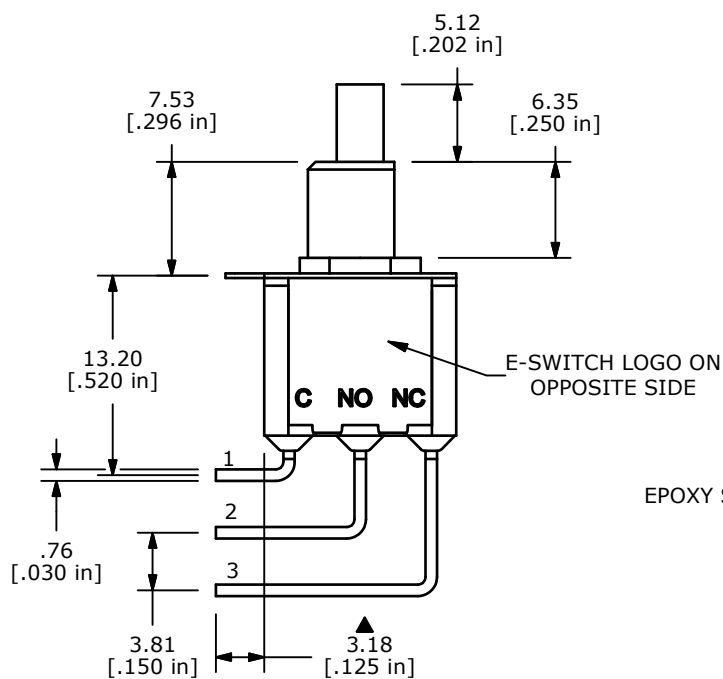 5.12
[.202 in]
7.53
[.296 in]
6.35
[.250 in]
13.20
[.520 in]
E-SWITCH LOGO ON
OPPOSITE SIDE
C NO NC
1
2
3
EPOXY S
.76
[.030 in]
3.81
[.150 in]
3.18
[.125 in]